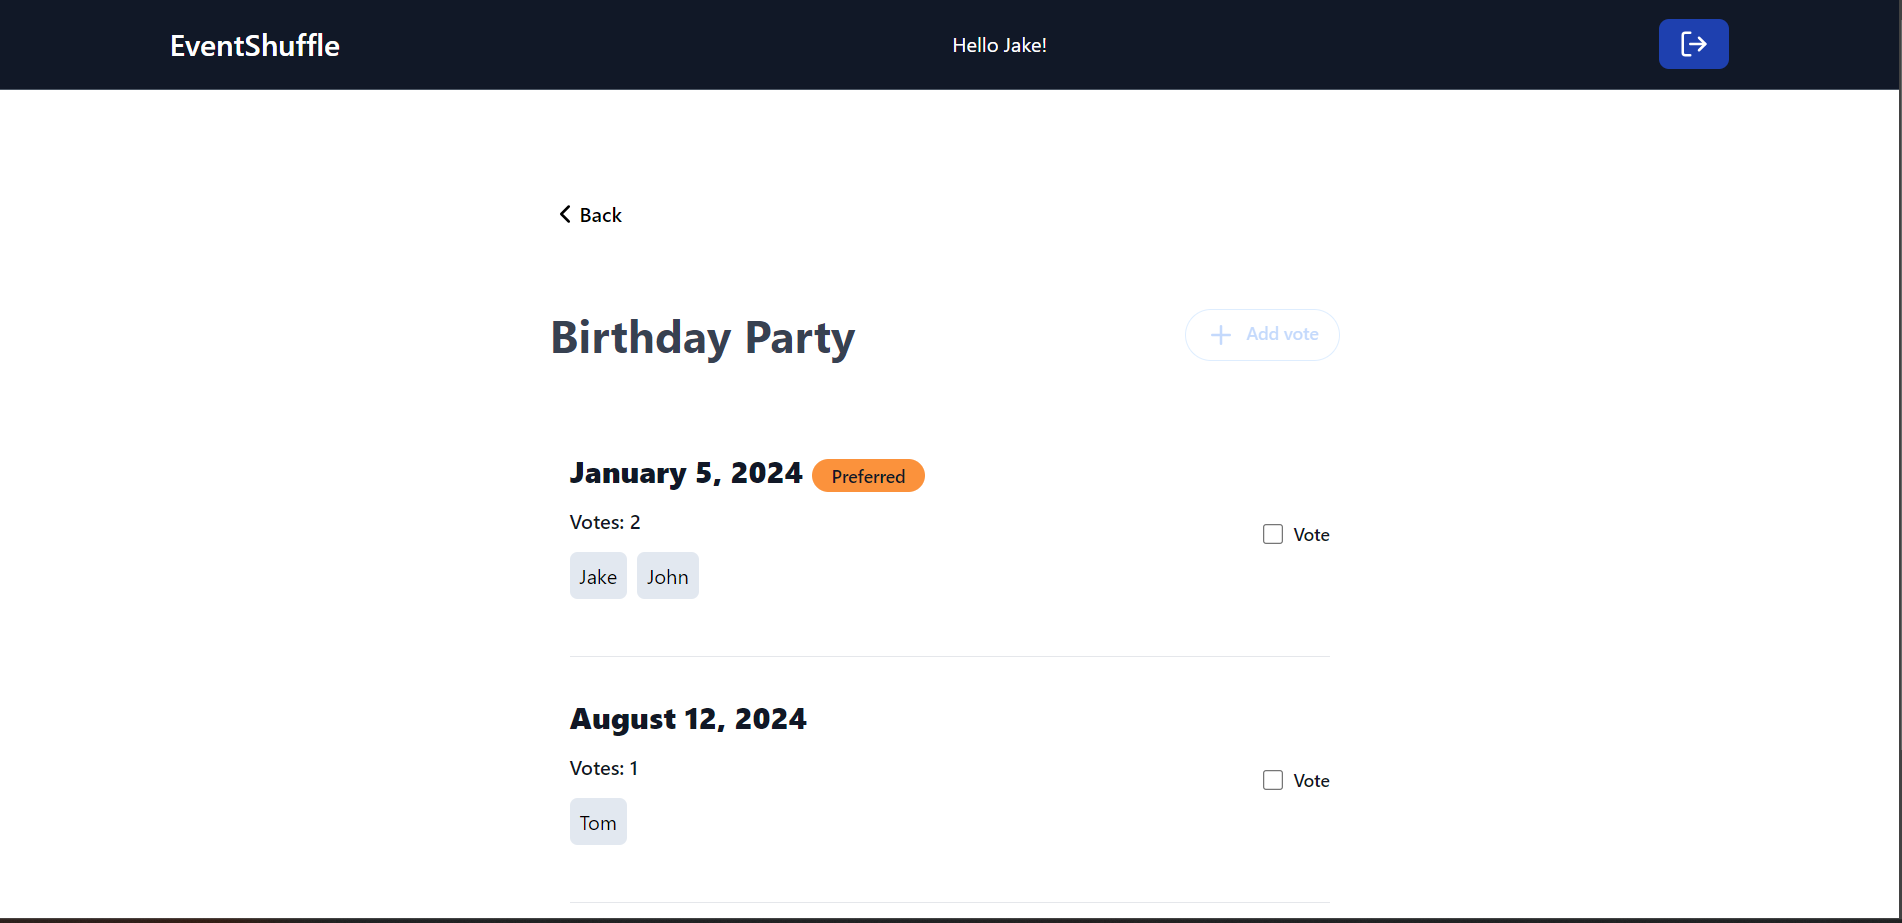 EventShuffle
Hello Jake!
Back
Birthday Party
Add vote
January 5, 2024
Preferred
Votes: 2
Vote
Jake
John
August 12, 2024
Votes: 1
Vote
Tom